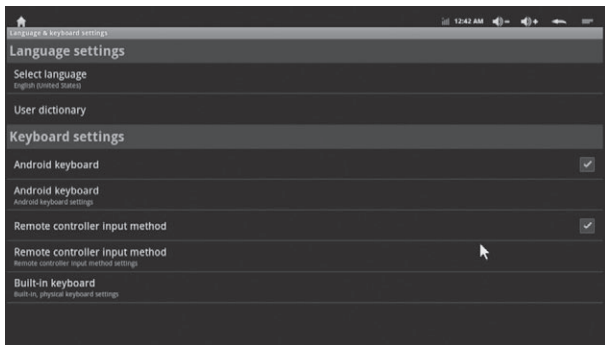 12:42 AM
Language & keyboard settings
Language settings
Select language
English (United States)
User dictionary
Keyboard settings
Android keyboard
Android keyboard
Android keyboard settings
Remote controller input method
Remote controller input method
Remote controller input method settings
Built-in keyboard
Built-in, physical keyboard settings